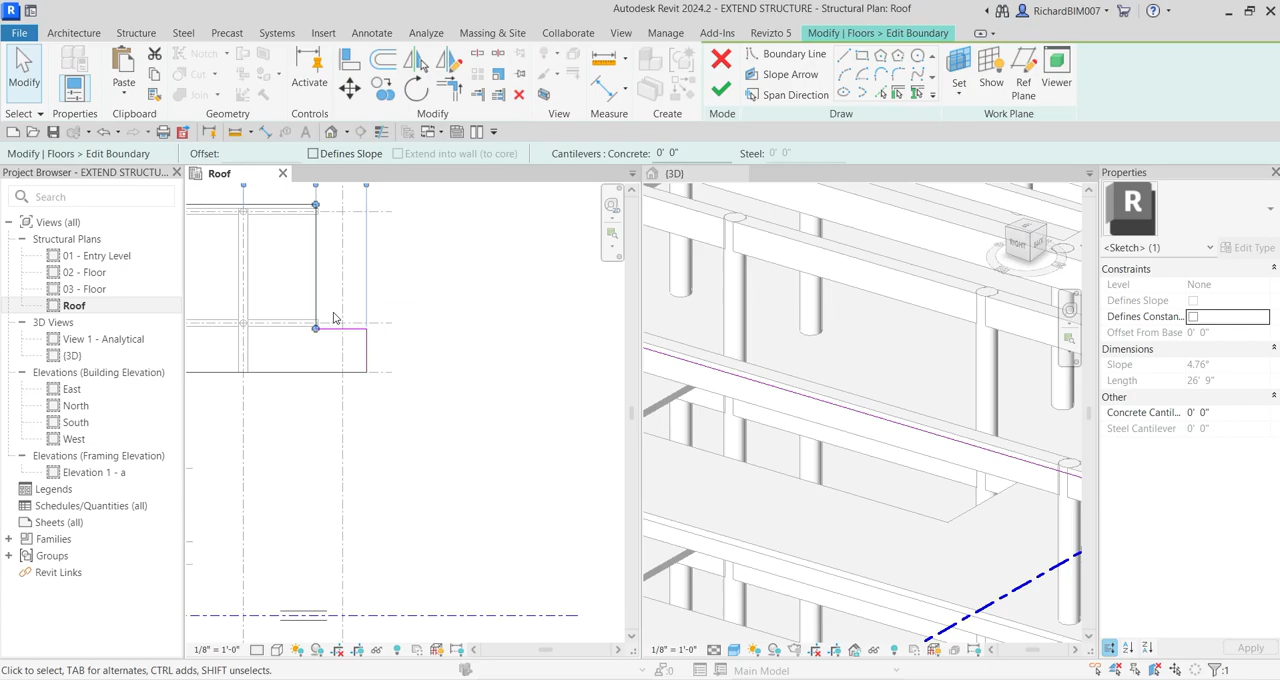 Autodesk Revit 2024.2 - EXTEND STRUCTURE - Structural Plan: Roof
RichardBIM007
File Architecture Structure Steel Precast Systems Insert Annotate Analyze Massing & Site Collaborate View Manage Add-Ins Revizto 5 Modify | Floors > Edit Boundary
Modify
Properties
Paste
Notch
Cut
Join
Activate
Boundary Line
Slope Arrow
Span Direction
Set
Show
Ref
Plane
Viewer
Select Properties Clipboard Geometry Controls Modify View Measure Create Mode Draw Work Plane
Modify | Floors > Edit Boundary Offset: Defines Slope Extend into wall (to core) Cantilevers : Concrete: 0' 0" Steel: 0' 0"
Project Browser - EXTEND STRUCTU...
Search
Views (all)
Structural Plans
01 - Entry Level
02 - Floor
03 - Floor
Roof
3D Views
View 1 - Analytical
{3D}
Elevations (Building Elevation)
East
North
South
West
Elevations (Framing Elevation)
Elevation 1 - a
Legends
Schedules/Quantities (all)
Sheets (all)
Families
Groups
Revit Links
Roof
1/8" = 1'-0"
{3D}
RIGHT
1/8" = 1'-0"
Properties
R
<Sketch> (1)
Edit Type
Constraints
Level None
Defines Slope
Defines Constan...
Offset From Base 0' 0"
Dimensions
Slope 4.76°
Length 26' 9"
Other
Concrete Cantil... 0' 0"
Steel Cantilever 0' 0"
Apply
Click to select, TAB for alternates, CTRL adds, SHIFT unselects.
:0
Main Model
:1